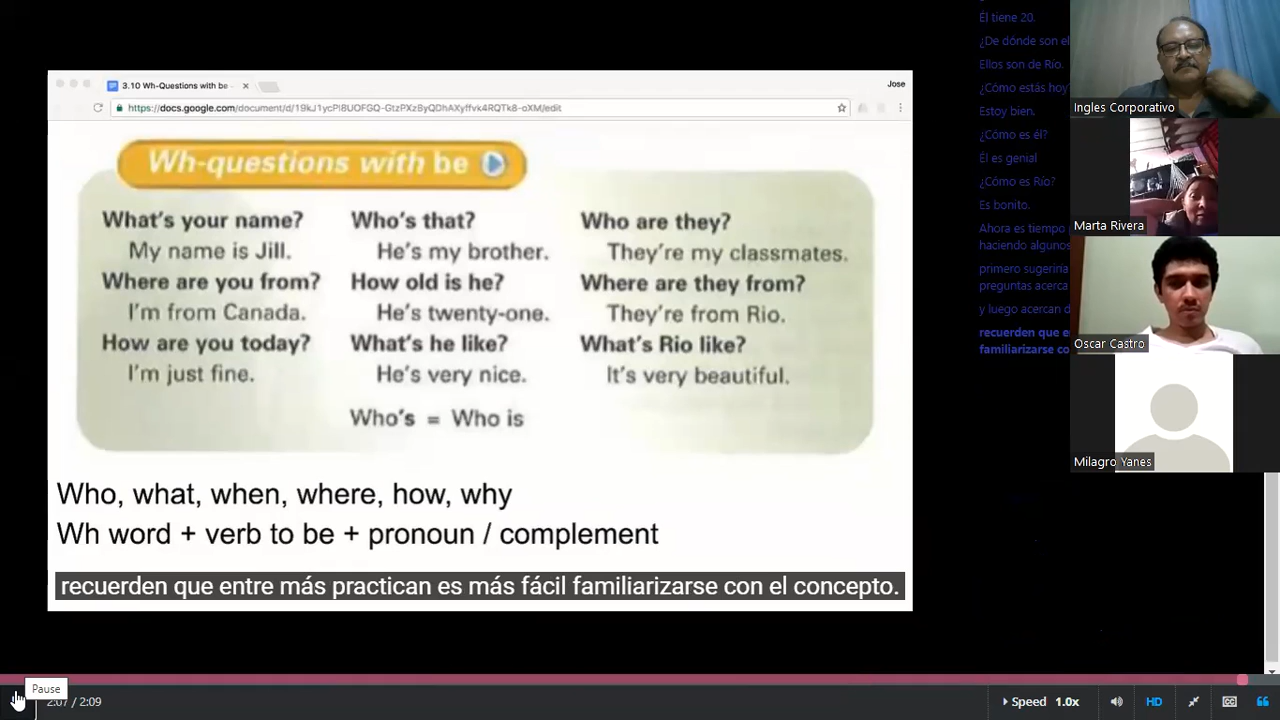 3.10 Wh-Questions with be
Jose
https://docs.google.com/document/d/
Wh-questions with be
What's your name?
My name is Jill.
Where are you from?
I'm from Canada.
How are you today?
I'm just fine.
Who's that?
He's my brother.
How old is he?
He's twenty-one.
What's he like?
He's very nice.
Who's = Who is
Who are they?
They're my classmates.
Where are they from?
They're from Rio.
What's Rio like?
It's very beautiful.
Who, what, when, where, how, why
Wh word + verb to be + pronoun / complement
recuerden que entre más practican es más fácil familiarizarse con el concepto.
Él tiene 20.
¿De dónde son el
Ellos son de Río.
¿Cómo estás hoy
Estoy bien.
¿Cómo es él?
Él es genial
¿Cómo es Río?
Es bonito.
Ahora es tiempo
haciendo algunos
primero sugeriría
preguntas acerca
y luego acercan d
recuerden que e
familiarizarse co
Ingles Corporativo
Marta Rivera
Oscar Castro
Milagro Yanes
Pause
2:07 / 2:09
Speed 1.0x
HD
CC